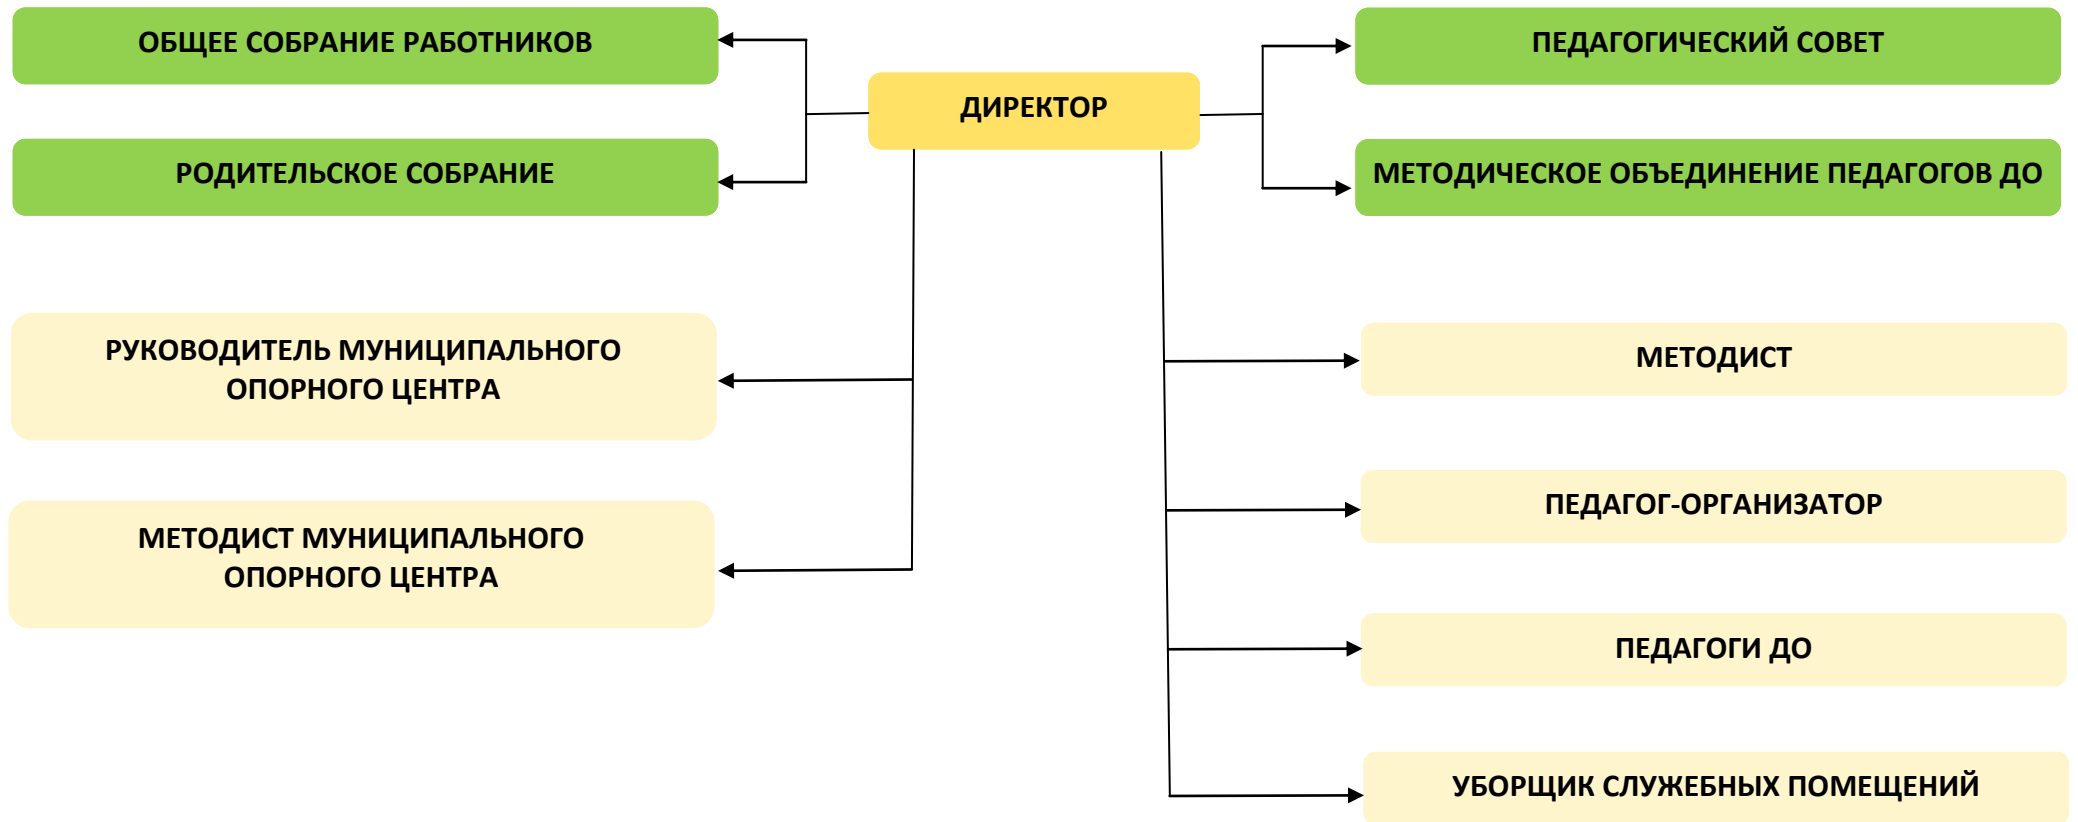 ОБЩЕЕ СОБРАНИЕ РАБОТНИКОВ
ПЕДАГОГИЧЕСКИЙ СОВЕТ
ДИРЕКТОР
РОДИТЕЛЬСКОЕ СОБРАНИЕ
МЕТОДИЧЕСКОЕ ОБЪЕДИНЕНИЕ ПЕДАГОГОВ ДО
РУКОВОДИТЕЛЬ МУНИЦИПАЛЬНОГО
ОПОРНОГО ЦЕНТРА
МЕТОДИСТ
МЕТОДИСТ МУНИЦИПАЛЬНОГО
ОПОРНОГО ЦЕНТРА
ПЕДАГОГ-ОРГАНИЗАТОР
ПЕДАГОГИ ДО
УБОРЩИК СЛУЖЕБНЫХ ПОМЕЩЕНИЙ